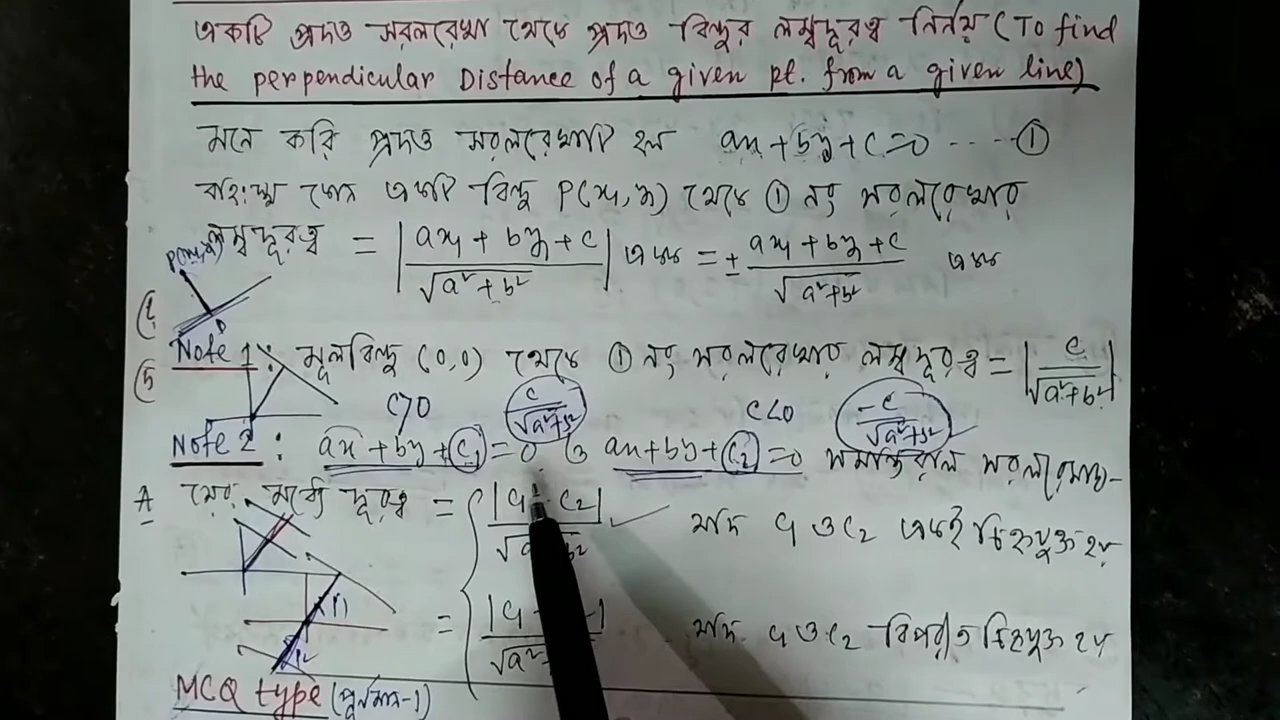 একটি প্রদত্ত সরলরেখা থেকে প্রদত্ত বিন্দুর লম্বদূরত্ব নির্ণয় (To find
the perpendicular Distance of a given pt. from a given line)
মনে করি প্রদত্ত সরলরেখাটি হল ax+by+c=0 ----①
বহিঃস্থ কোন একটি বিন্দু P(x₁,y₁) থেকে ① নং সরলরেখার
লম্বদূরত্ব = |ax₁ + by₁ + c / √a²+b²| একক = ± ax₁ + by₁ + c / √a²+b² একক
Note 1: মূলবিন্দু (0,0) থেকে ① নং সরলরেখার লম্বদূরত্ব = |c / √a²+b²|
c>0 c / √a²+b² c<0 -c / √a²+b²
Note 2: ax+by+c₁=0 ও ax+by+c₂=0 সমান্তরাল সরলরেখা-
দ্বয়ের মধ্যে দূরত্ব = |c₁ - c₂| যদি c₁ ও c₂ একই চিহ্নযুক্ত হয়
= যদি c₁ ও c₂ বিপরীত চিহ্নযুক্ত হয়
MCQ type (পূর্ণমান-1)